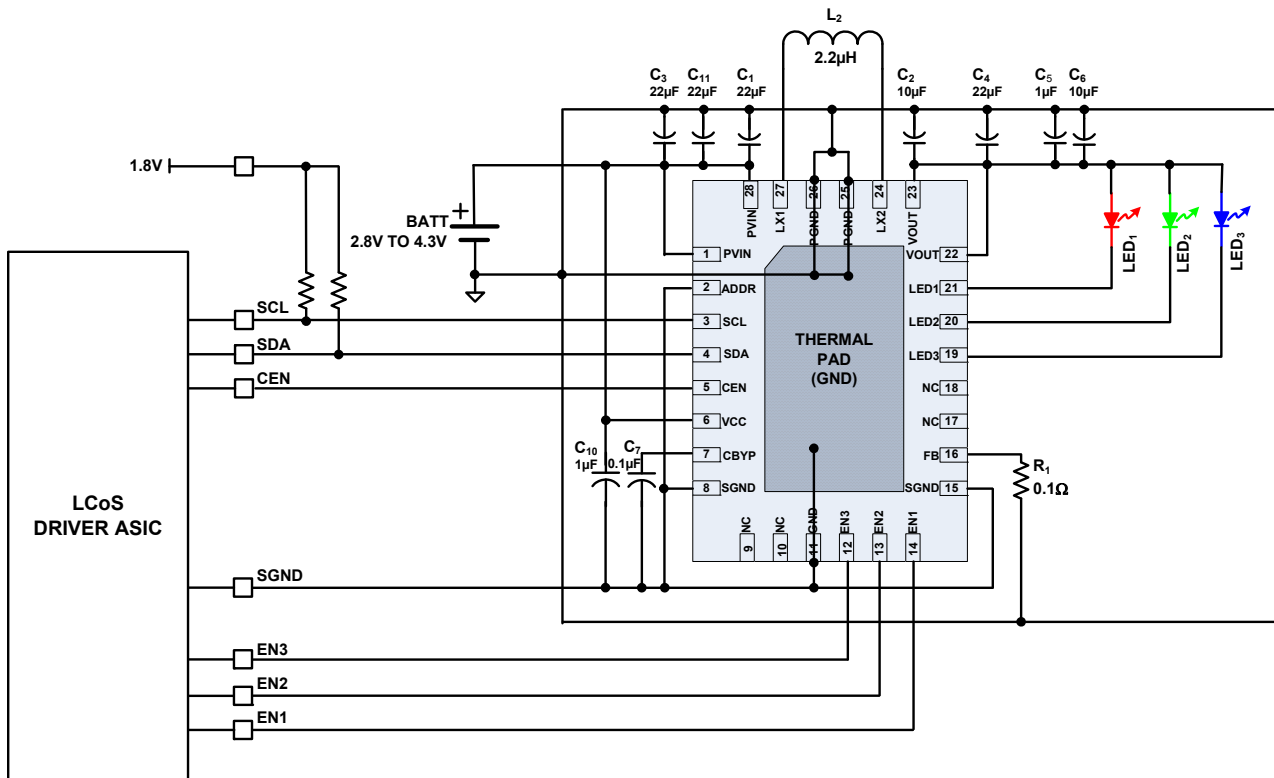 L₂
2.2µH
C₃
22µF
C₁₁
22µF
C₁
22µF
C₂
10µF
C₄
22µF
C₅
1µF
C₆
10µF
1.8V
BATT
+
2.8V TO 4.3V
28
PVIN
27
LX1
26
PGND
25
PGND
24
LX2
23
VOUT
1 PVIN
2 ADDR
3 SCL
4 SDA
5 CEN
6 VCC
7 CBYP
8 SGND
VOUT 22
LED1 21
LED2 20
LED3 19
NC 18
NC 17
FB 16
SGND 15
THERMAL
PAD
(GND)
NC
9
NC
10
GND
11
EN3
12
EN2
13
EN1
14
LED₁
LED₂
LED₃
R₁
0.1Ω
C₁₀
1µF
C₇
0.1µF
LCoS
DRIVER ASIC
SCL
SDA
CEN
SGND
EN3
EN2
EN1